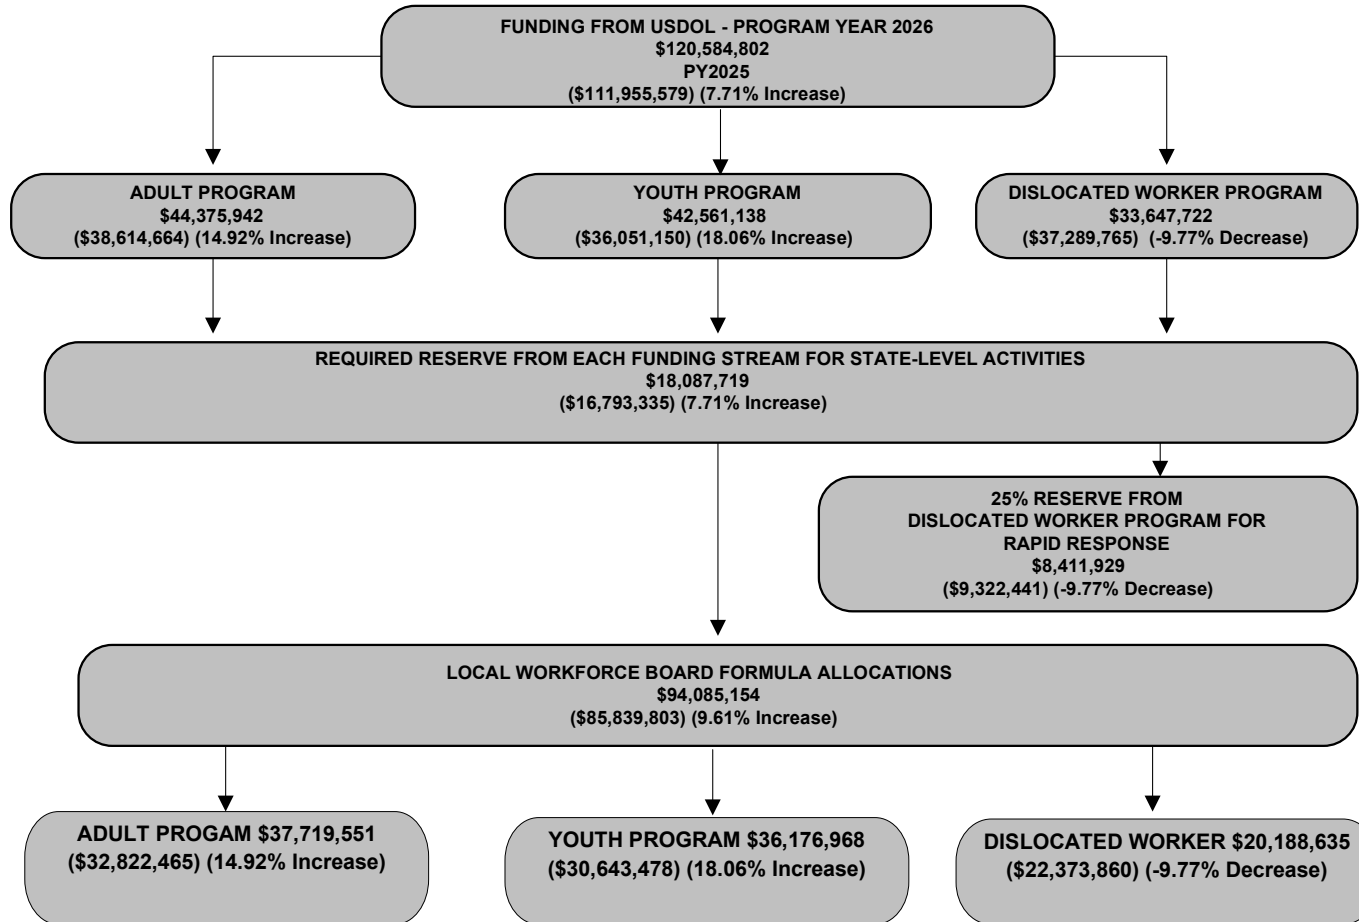 FUNDING FROM USDOL - PROGRAM YEAR 2026
$120,584,802
PY2025
($111,955,579) (7.71% Increase)
ADULT PROGRAM
$44,375,942
($38,614,664) (14.92% Increase)
YOUTH PROGRAM
$42,561,138
($36,051,150) (18.06% Increase)
DISLOCATED WORKER PROGRAM
$33,647,722
($37,289,765)  (-9.77% Decrease)
REQUIRED RESERVE FROM EACH FUNDING STREAM FOR STATE-LEVEL ACTIVITIES
$18,087,719
($16,793,335) (7.71% Increase)
25% RESERVE FROM
DISLOCATED WORKER PROGRAM FOR
RAPID RESPONSE
$8,411,929
($9,322,441) (-9.77% Decrease)
LOCAL WORKFORCE BOARD FORMULA ALLOCATIONS
$94,085,154
($85,839,803) (9.61% Increase)
ADULT PROGAM $37,719,551
($32,822,465) (14.92% Increase)
YOUTH PROGRAM $36,176,968
($30,643,478) (18.06% Increase)
DISLOCATED WORKER $20,188,635
($22,373,860) (-9.77% Decrease)